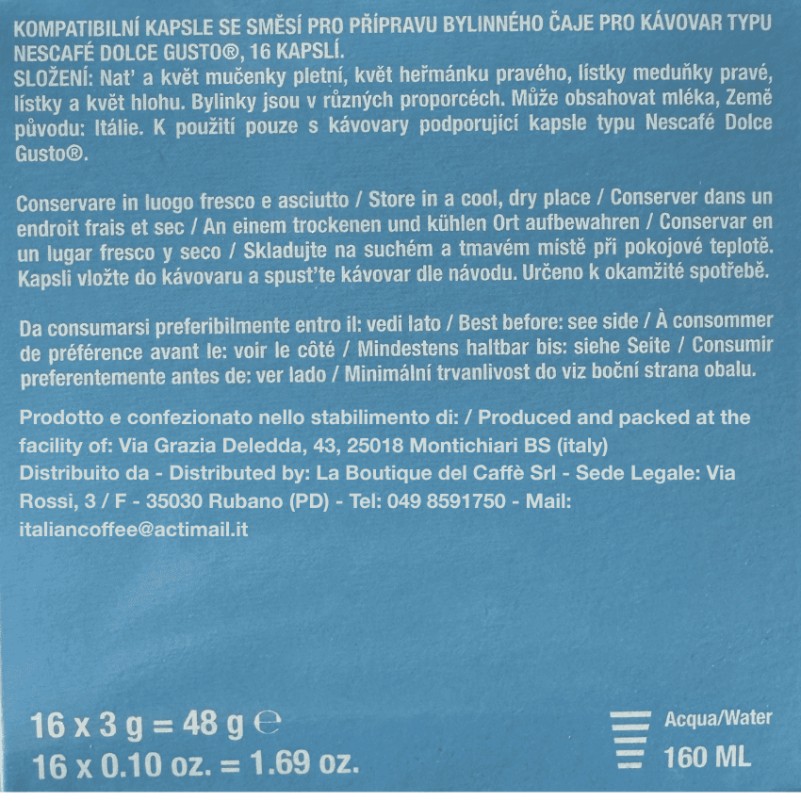 KOMPATIBILNÍ KAPSLE SE SMĚSÍ PRO PŘÍPRAVU BYLINNÉHO ČAJE PRO KÁVOVAR TYPU
NESCAFÉ DOLCE GUSTO®, 16 KAPSLÍ.
SLOŽENÍ: Nat' a květ mučenky pletní, květ heřmánku pravého, lístky meduňky pravé,
lístky a květ hlohu. Bylinky jsou v různých proporcéch. Může obsahovat mléka, Země
původu: Itálie. K použití pouze s kávovary podporující kapsle typu Nescafé Dolce
Gusto®.
Conservare in luogo fresco e asciutto / Store in a cool, dry place / Conserver dans un
endroit frais et sec / An einem trockenen und kühlen Ort aufbewahren / Conservar en
un lugar fresco y seco / Skladujte na suchém a tmavém místě při pokojové teplotě.
Kapsli vložte do kávovaru a spust'te kávovar dle návodu. Určeno k okamžité spotřebě.
Da consumarsi preferibilmente entro il: vedi lato / Best before: see side / À consommer
de préférence avant le: voir le côté / Mindestens haltbar bis: siehe Seite / Consumir
preferentemente antes de: ver lado / Minimální trvanlivost do viz boční strana obalu.
Prodotto e confezionato nello stabilimento di: / Produced and packed at the
facility of: Via Grazia Deledda, 43, 25018 Montichiari BS (italy)
Distribuito da - Distributed by: La Boutique del Caffè Srl - Sede Legale: Via
Rossi, 3 / F - 35030 Rubano (PD) - Tel: 049 8591750 - Mail:
italiancoffee@actimail.it
16 x 3 g = 48 g ℮
16 x 0.10 oz. = 1.69 oz.
Acqua/Water
160 ML